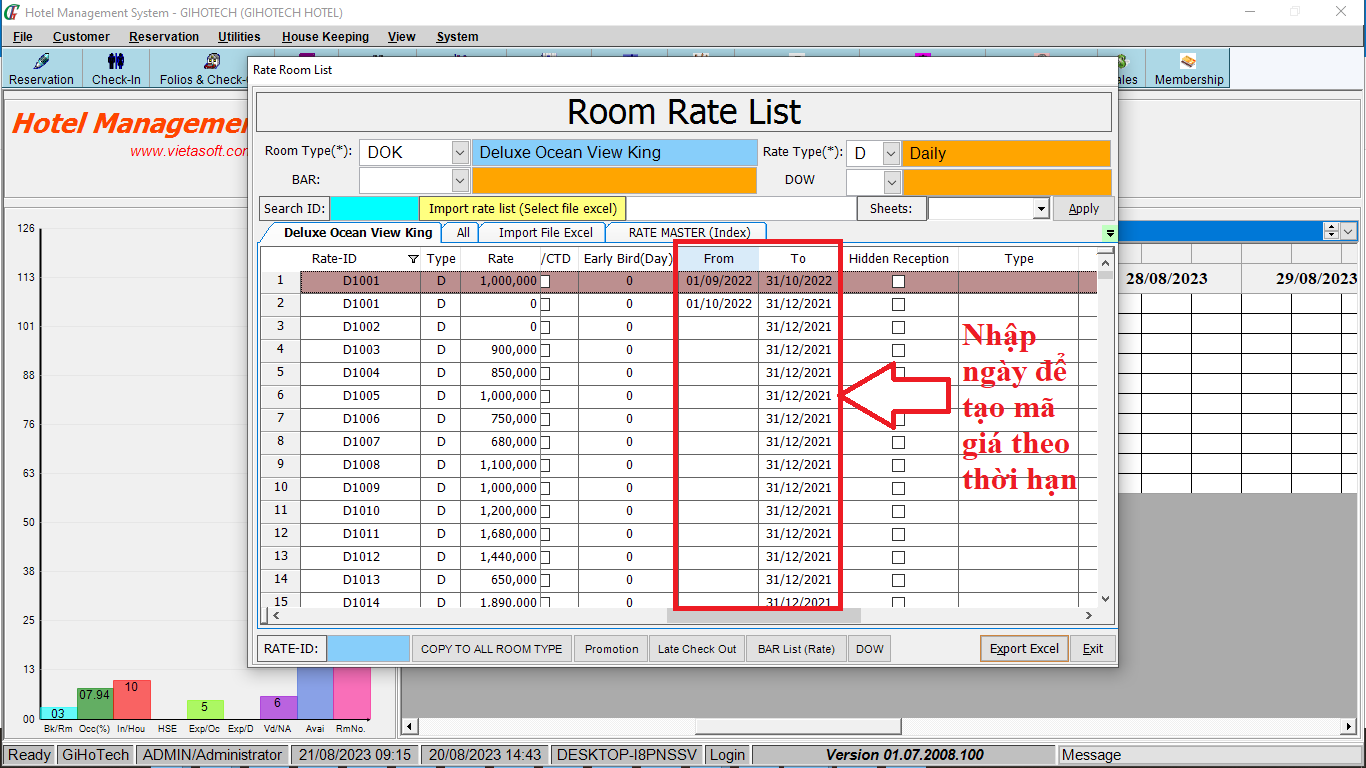 Hotel Management System - GIHOTECH (GIHOTECH HOTEL)
File Customer Reservation Utilities House Keeping View System
Reservation Check-In Folios & Check- Membership
Rate Room List
Hotel Manageme
www.vietasoft.co
Room Rate List
Room Type(*): DOK Deluxe Ocean View King Rate Type(*): D Daily
BAR: DOW
Search ID: Import rate list (Select file excel) Sheets: Apply
Deluxe Ocean View King All Import File Excel RATE MASTER (Index)
Rate-ID Type Rate /CTD Early Bird(Day) From To Hidden Reception Type
1 D1001 D 1,000,000 0 01/09/2022 31/10/2022
2 D1001 D 0 0 01/10/2022 31/12/2021
3 D1002 D 0 0 31/12/2021
4 D1003 D 900,000 0 31/12/2021
5 D1004 D 850,000 0 31/12/2021
6 D1005 D 1,000,000 0 31/12/2021
7 D1006 D 750,000 0 31/12/2021
8 D1007 D 680,000 0 31/12/2021
9 D1008 D 1,100,000 0 31/12/2021
10 D1009 D 1,000,000 0 31/12/2021
11 D1010 D 1,200,000 0 31/12/2021
12 D1011 D 1,680,000 0 31/12/2021
13 D1012 D 1,440,000 0 31/12/2021
14 D1013 D 650,000 0 31/12/2021
15 D1014 D 1,890,000 0 31/12/2021
Nhập
ngày để
tạo mã
giá theo
thời hạn
RATE-ID: COPY TO ALL ROOM TYPE Promotion Late Check Out BAR List (Rate) DOW Export Excel Exit
28/08/2023 29/08/2023
126
113
101
88
76
63
50
38
25
13
00
03 07.94 10 5 6
Bk/Rm Occ(%) In/Hou HSE Exp/Oc Exp/D Vd/NA Avai RmNo.
Ready GiHoTech ADMIN/Administrator 21/08/2023 09:15 20/08/2023 14:43 DESKTOP-I8PNSSV Login Version 01.07.2008.100 Message